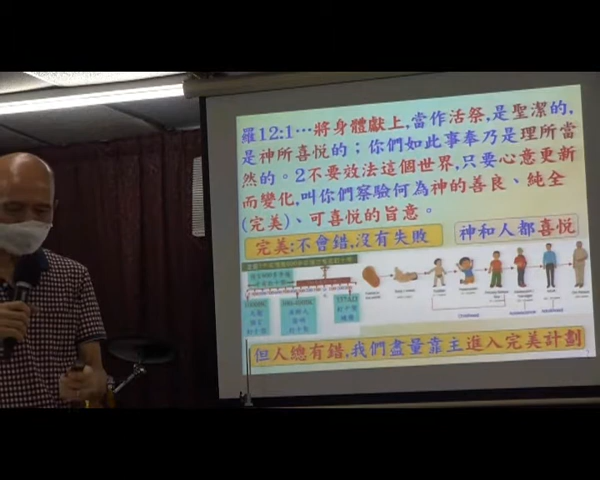 羅12:1…將身體獻上,當作活祭,是聖潔的,
是神所喜悅的；你們如此事奉乃是理所當
然的。2不要效法這個世界,只要心意更新
而變化,叫你們察驗何為神的善良、純全
(完美)、可喜悅的旨意。
完美:不會錯,沒有失敗
神和人都喜悅
但人總有錯,我們盡量靠主進入完美計劃